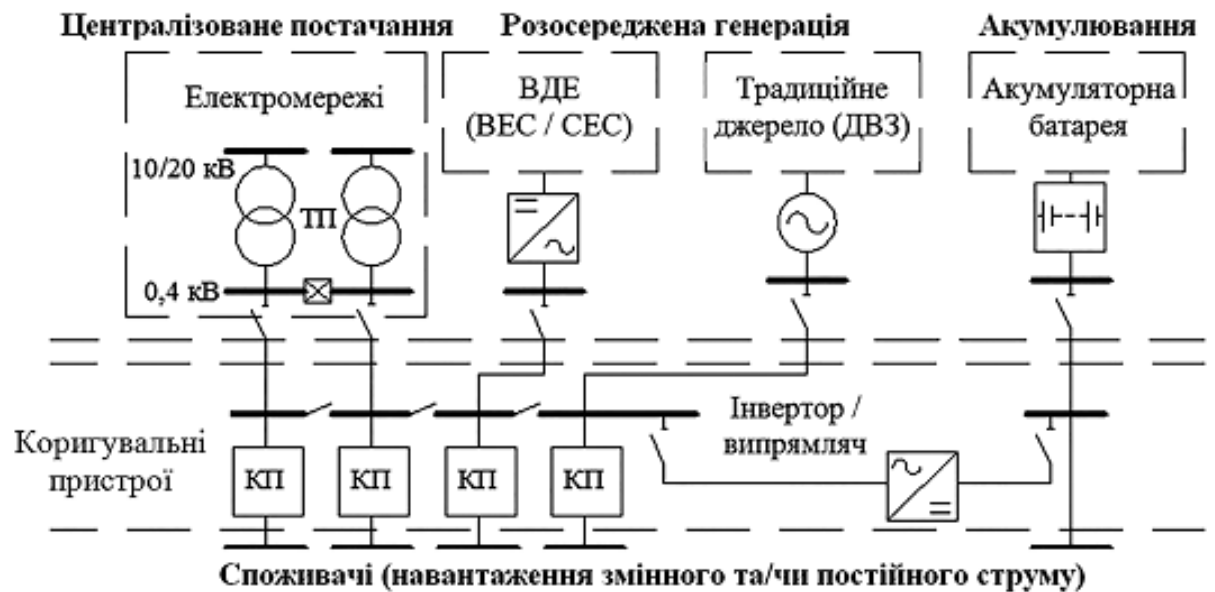 Централізоване постачання
Розосереджена генерація
Акумулювання
Електромережі
10/20 кВ
ТП
0,4 кВ
ВДЕ
(ВЕС / СЕС)
Традиційне
джерело (ДВЗ)
Акумуляторна
батарея
Коригувальні
пристрої
КП
КП
КП
КП
Інвертор /
випрямляч
Споживачі (навантаження змінного та/чи постійного струму)